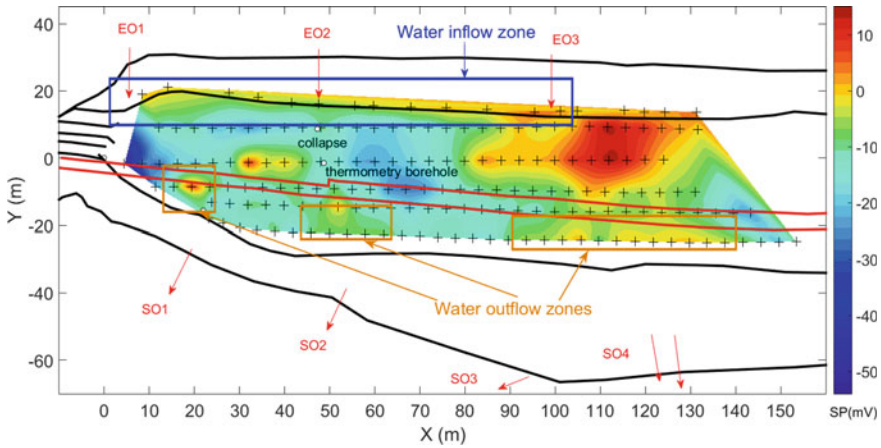 45
40
20
0
-20
-40
-60
Y (m)
EO1
EO2
Water inflow zone
EO3
collapse
thermometry borehole
SO1
SO2
Water outflow zones
SO3
SO4
0 10 20 30 40 50 60 70 80 90 100 110 120 130 140 150
X (m)
10
0
-10
-20
-30
-40
-50
SP(mV)